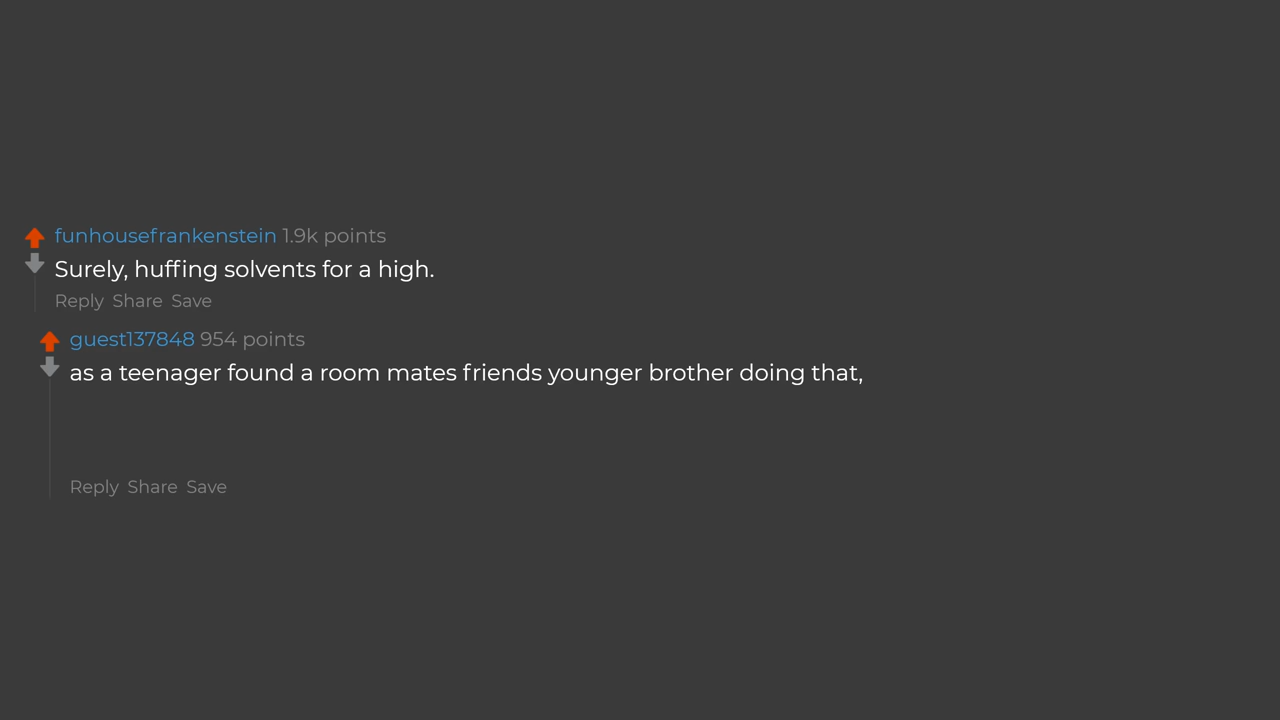 funhousefrankenstein 1.9k points
Surely, huffing solvents for a high.
Reply Share Save
guest137848 954 points
as a teenager found a room mates friends younger brother doing that,
Reply Share Save